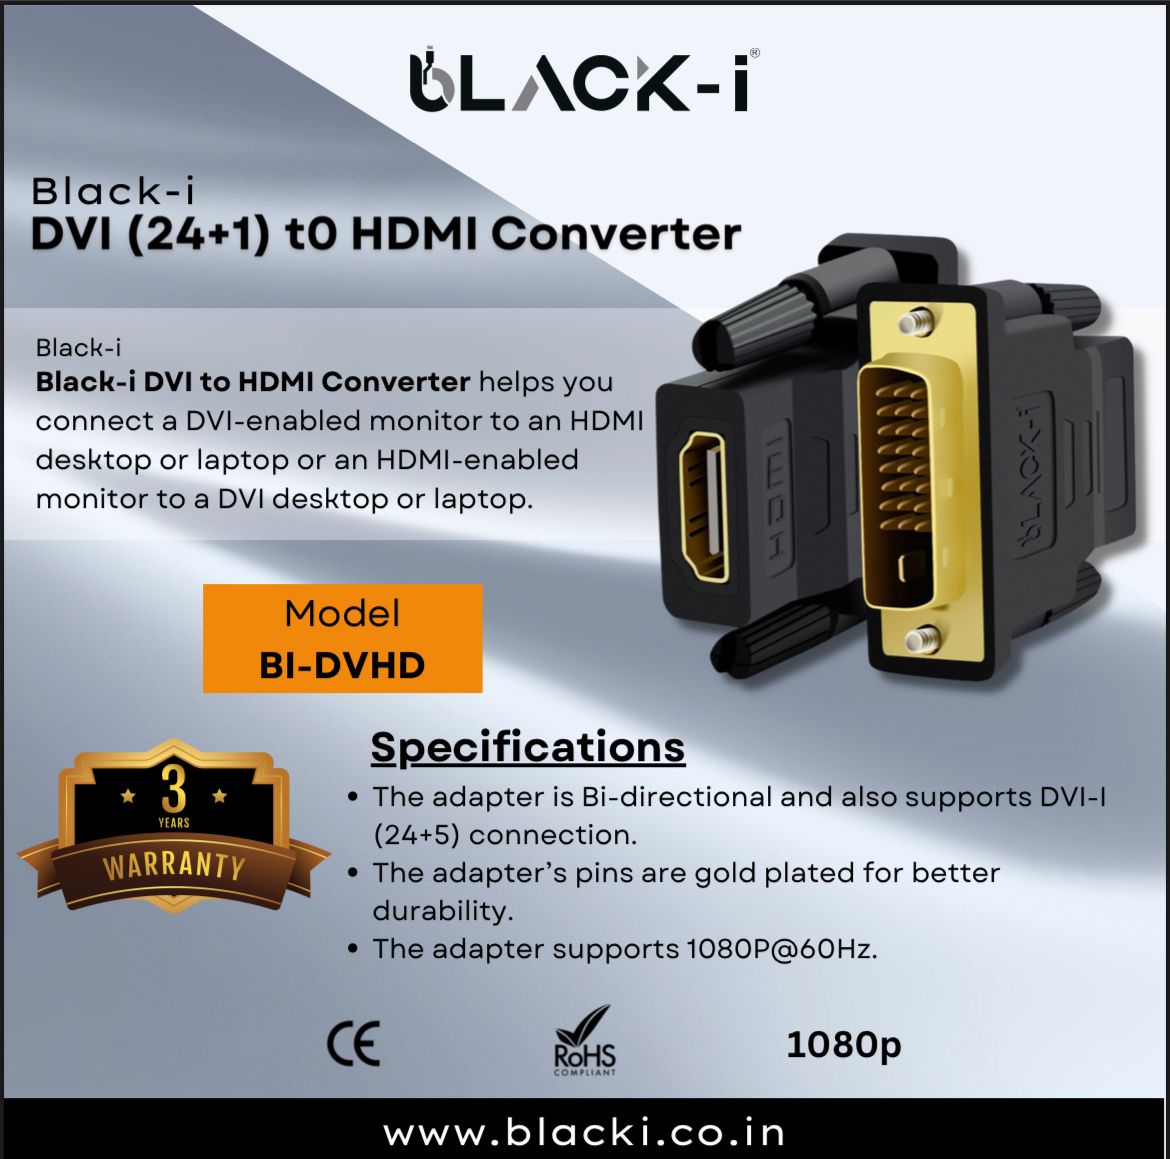 bLACK-i®
Black-i
DVI (24+1) t0 HDMI Converter
Black-i
Black-i DVI to HDMI Converter helps you
connect a DVI-enabled monitor to an HDMI
desktop or laptop or an HDMI-enabled
monitor to a DVI desktop or laptop.
HDMI
bLACK-i
Model
BI-DVHD
3
YEARS
WARRANTY
Specifications
• The adapter is Bi-directional and also supports DVI-I
(24+5) connection.
• The adapter’s pins are gold plated for better
durability.
• The adapter supports 1080P@60Hz.
CE
RoHS
COMPLIANT
1080p
www.blacki.co.in